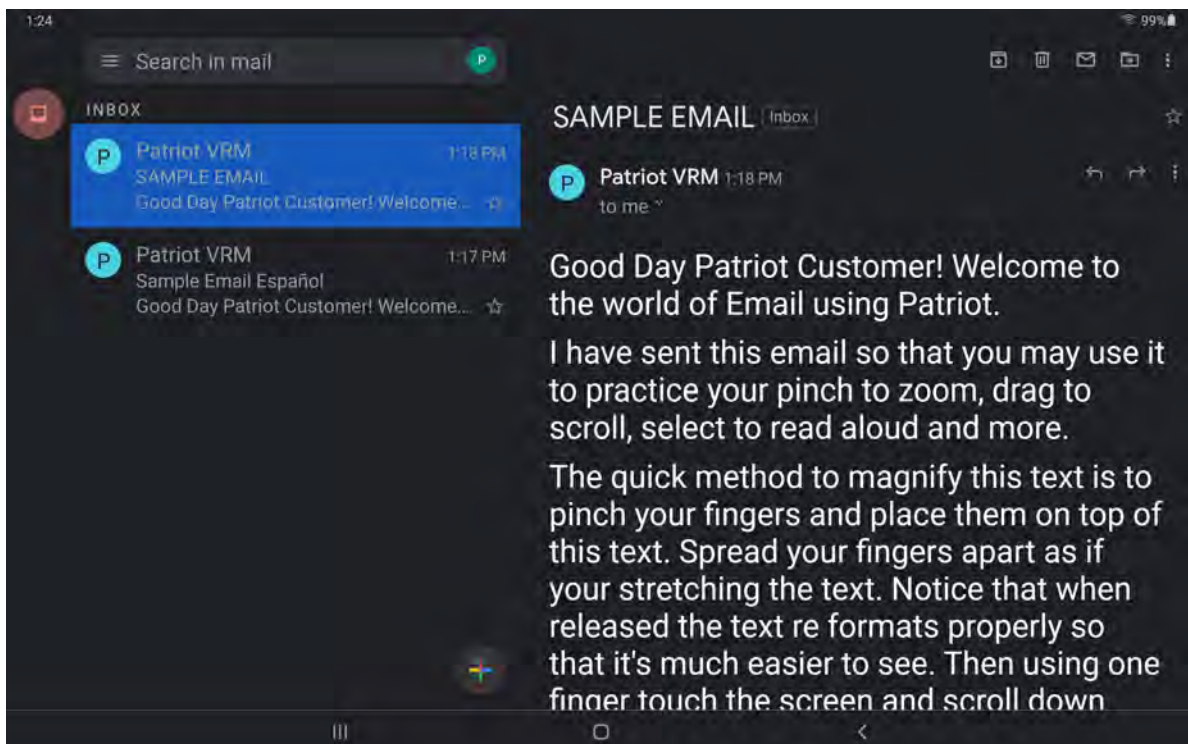 1:24
99%
Search in mail
P
INBOX
P
Patriot VRM
1:18 PM
SAMPLE EMAIL
Good Day Patriot Customer! Welcome...
P
Patriot VRM
1:17 PM
Sample Email Español
Good Day Patriot Customer! Welcome...
SAMPLE EMAIL Inbox
P
Patriot VRM 1:18 PM
to me
Good Day Patriot Customer! Welcome to
the world of Email using Patriot.
I have sent this email so that you may use it
to practice your pinch to zoom, drag to
scroll, select to read aloud and more.
The quick method to magnify this text is to
pinch your fingers and place them on top of
this text. Spread your fingers apart as if
your stretching the text. Notice that when
released the text re formats properly so
that it's much easier to see. Then using one
finger touch the screen and scroll down